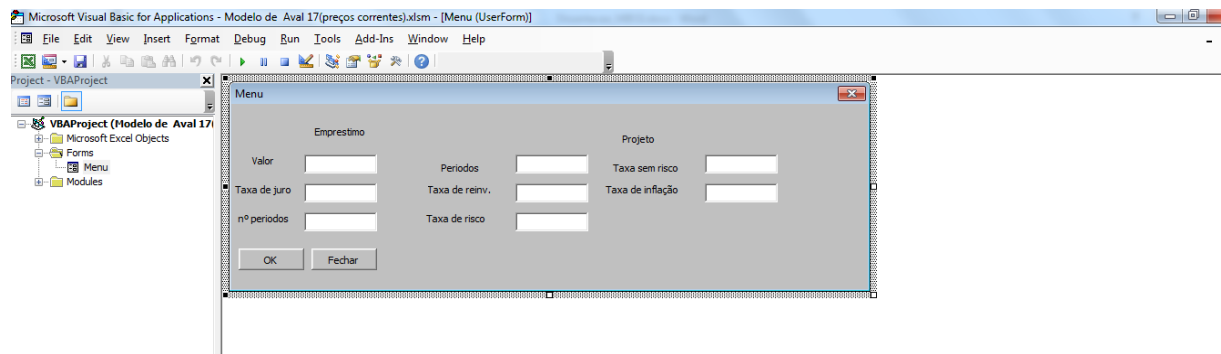 Microsoft Visual Basic for Applications - Modelo de Aval 17(preços correntes).xlsm - [Menu (UserForm)]
File Edit View Insert Format Debug Run Tools Add-Ins Window Help
Project - VBAProject
VBAProject (Modelo de Aval 17(
Microsoft Excel Objects
Forms
Menu
Modules
Menu
Emprestimo
Projeto
Valor
Periodos
Taxa sem risco
Taxa de juro
Taxa de reinv.
Taxa de inflação
nº periodos
Taxa de risco
OK
Fechar